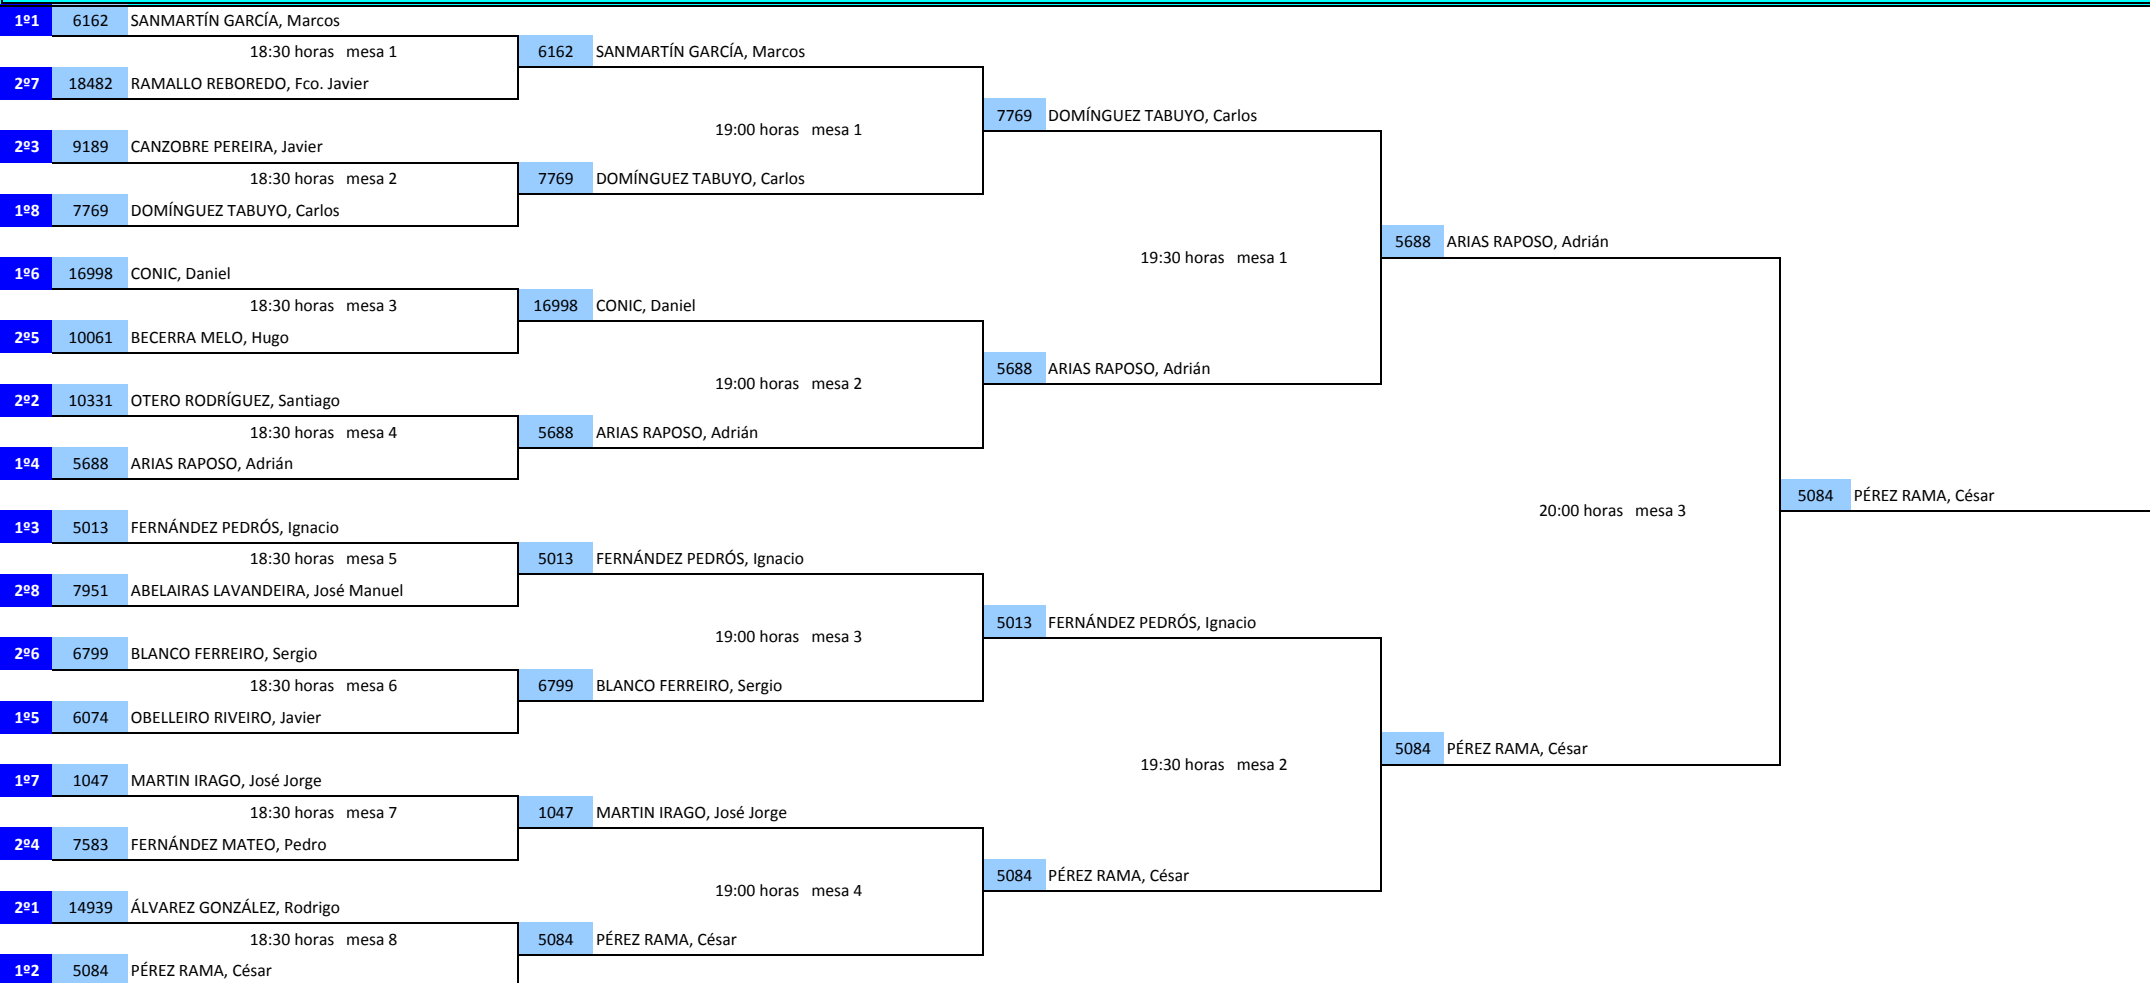 1º1 6162 SANMARTÍN GARCÍA, Marcos
18:30 horas mesa 1 6162 SANMARTÍN GARCÍA, Marcos
2º7 18482 RAMALLO REBOREDO, Fco. Javier
7769 DOMÍNGUEZ TABUYO, Carlos
19:00 horas mesa 1
2º3 9189 CANZOBRE PEREIRA, Javier
18:30 horas mesa 2 7769 DOMÍNGUEZ TABUYO, Carlos
1º8 7769 DOMÍNGUEZ TABUYO, Carlos
5688 ARIAS RAPOSO, Adrián
19:30 horas mesa 1
1º6 16998 CONIC, Daniel
18:30 horas mesa 3 16998 CONIC, Daniel
2º5 10061 BECERRA MELO, Hugo
5688 ARIAS RAPOSO, Adrián
19:00 horas mesa 2
2º2 10331 OTERO RODRÍGUEZ, Santiago
18:30 horas mesa 4 5688 ARIAS RAPOSO, Adrián
1º4 5688 ARIAS RAPOSO, Adrián
5084 PÉREZ RAMA, César
20:00 horas mesa 3
1º3 5013 FERNÁNDEZ PEDRÓS, Ignacio
18:30 horas mesa 5 5013 FERNÁNDEZ PEDRÓS, Ignacio
2º8 7951 ABELAIRAS LAVANDEIRA, José Manuel
5013 FERNÁNDEZ PEDRÓS, Ignacio
19:00 horas mesa 3
2º6 6799 BLANCO FERREIRO, Sergio
18:30 horas mesa 6 6799 BLANCO FERREIRO, Sergio
1º5 6074 OBELLEIRO RIVEIRO, Javier
5084 PÉREZ RAMA, César
19:30 horas mesa 2
1º7 1047 MARTIN IRAGO, José Jorge
18:30 horas mesa 7 1047 MARTIN IRAGO, José Jorge
2º4 7583 FERNÁNDEZ MATEO, Pedro
5084 PÉREZ RAMA, César
19:00 horas mesa 4
2º1 14939 ÁLVAREZ GONZÁLEZ, Rodrigo
18:30 horas mesa 8 5084 PÉREZ RAMA, César
1º2 5084 PÉREZ RAMA, César